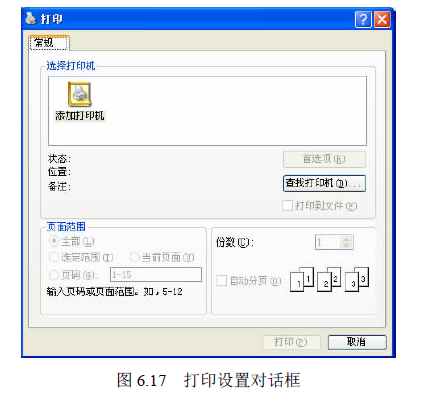 打印
常规
选择打印机
添加打印机
状态:
位置:
备注:
首选项(R)
查找打印机(D)...
打印到文件(F)
页面范围
全部(L)
选定范围(T)
当前页面(U)
页码(G):
1-15
输入页码或页面范围。如,5-12
份数(C):
1
自动分页(O)
1 1 2 2 3 3
打印(P)
取消
图 6.17 打印设置对话框